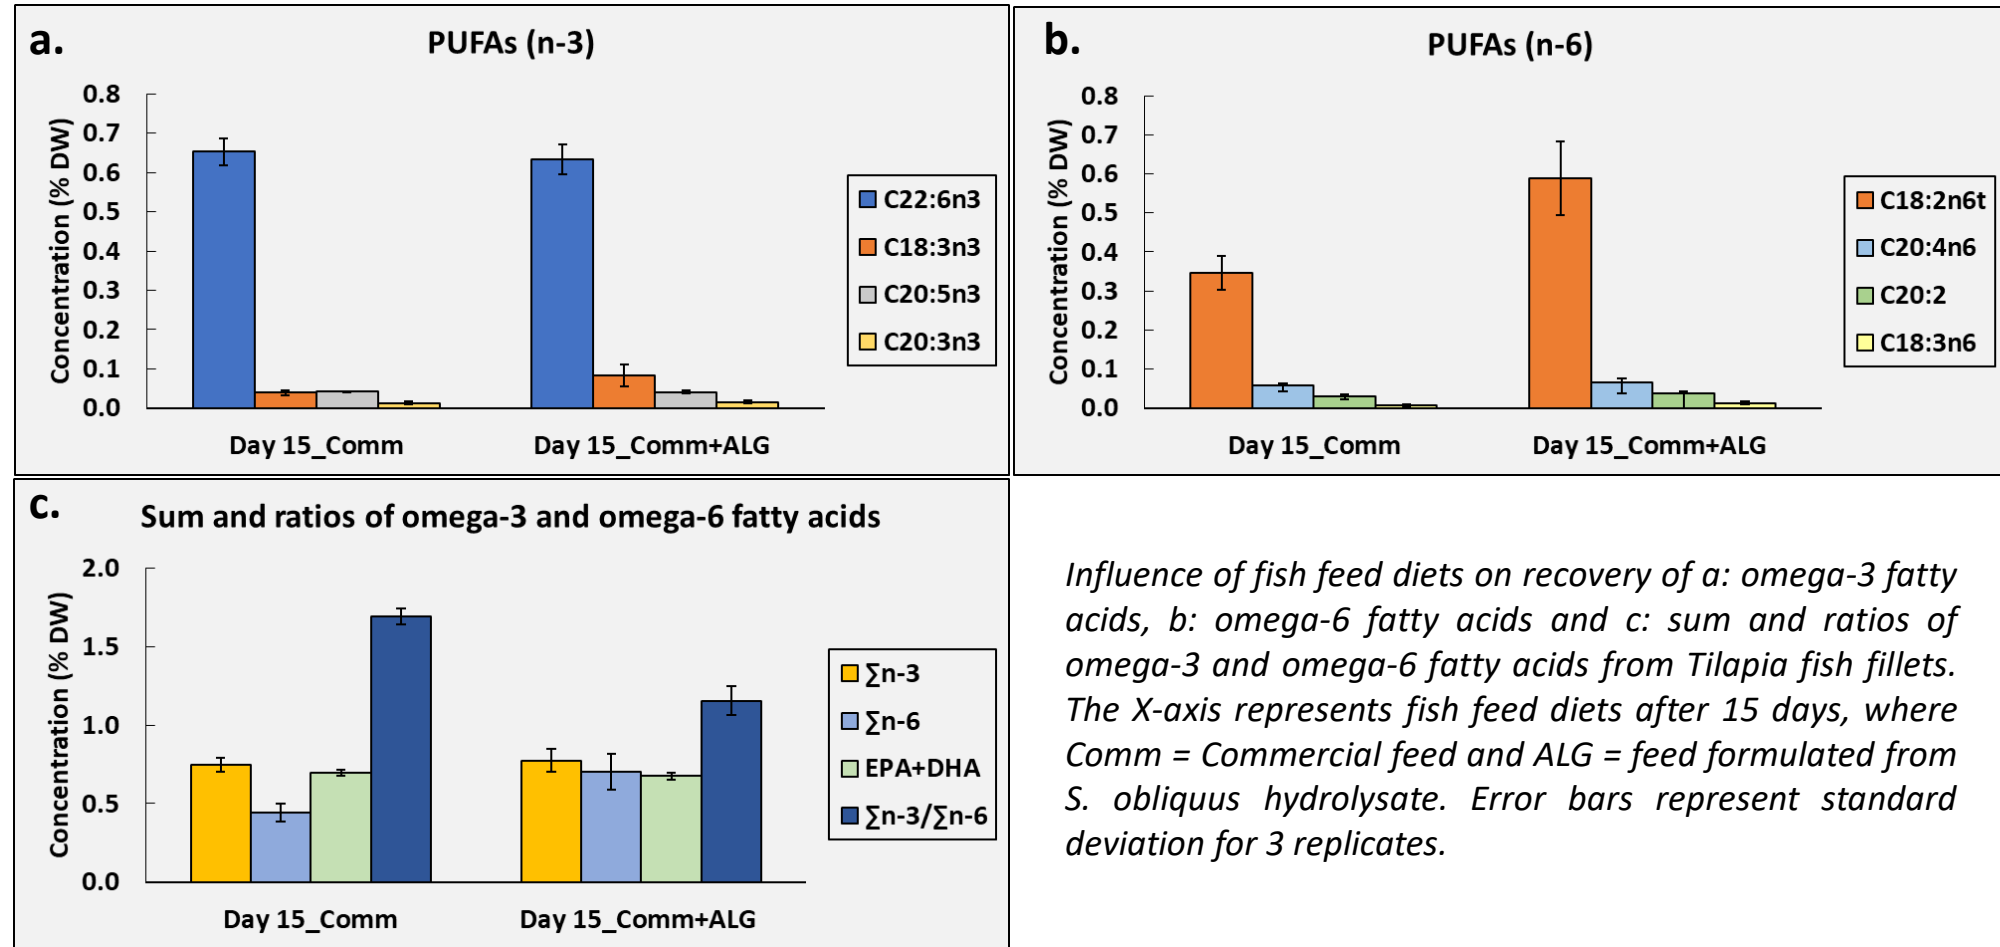 a.
PUFAs (n-3)
Concentration (% DW)
0.8
0.7
0.6
0.5
0.4
0.3
0.2
0.1
0.0
Day 15_Comm
Day 15_Comm+ALG
C22:6n3
C18:3n3
C20:5n3
C20:3n3
b.
PUFAs (n-6)
Concentration (% DW)
0.8
0.7
0.6
0.5
0.4
0.3
0.2
0.1
0.0
Day 15_Comm
Day 15_Comm+ALG
C18:2n6t
C20:4n6
C20:2
C18:3n6
c.
Sum and ratios of omega-3 and omega-6 fatty acids
Concentration (% DW)
2.0
1.5
1.0
0.5
0.0
Day 15_Comm
Day 15_Comm+ALG
∑n-3
∑n-6
EPA+DHA
∑n-3/∑n-6
Influence of fish feed diets on recovery of a: omega-3 fatty
acids, b: omega-6 fatty acids and c: sum and ratios of
omega-3 and omega-6 fatty acids from Tilapia fish fillets.
The X-axis represents fish feed diets after 15 days, where
Comm = Commercial feed and ALG = feed formulated from
S. obliquus hydrolysate. Error bars represent standard
deviation for 3 replicates.